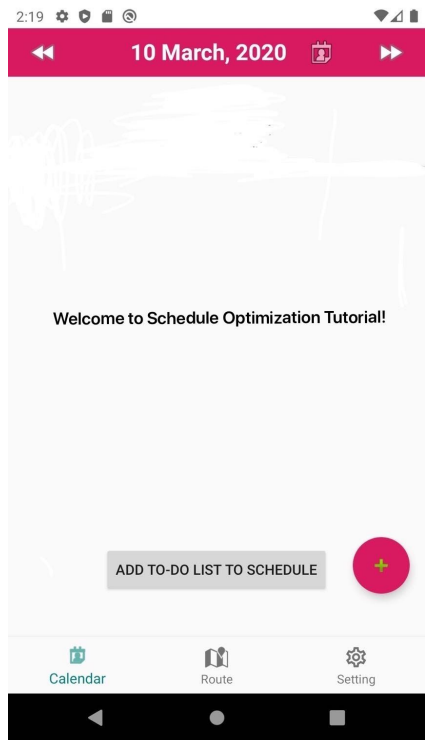 2:19
10 March, 2020
Welcome to Schedule Optimization Tutorial!
ADD TO-DO LIST TO SCHEDULE
+
Calendar
Route
Setting